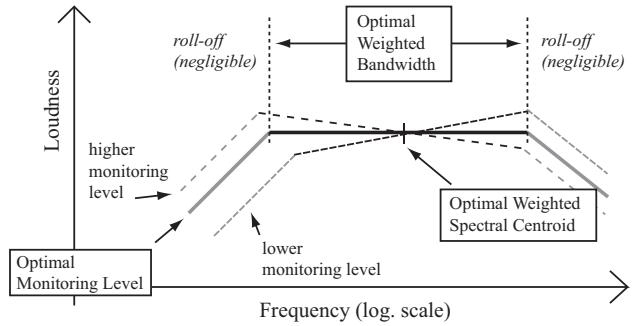 Optimal
Weighted
Bandwidth
roll-off
(negligible)
roll-off
(negligible)
Loudness
higher
monitoring
level
Optimal Weighted
Spectral Centroid
lower
monitoring level
Optimal
Monitoring Level
Frequency (log. scale)